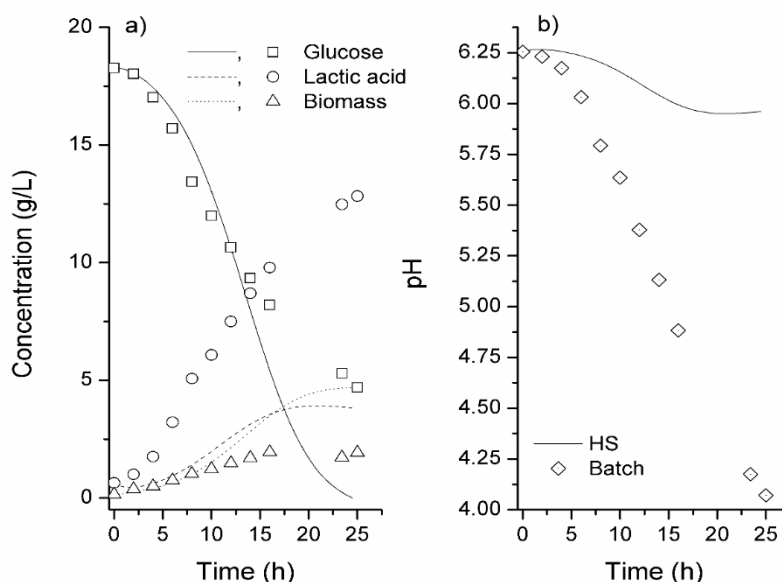 a)
20
15
10
5
0
Concentration (g/L)
, Glucose
, Lactic acid
, Biomass
0 5 10 15 20 25
Time (h)
b)
6.25
6.00
5.75
5.50
5.25
5.00
4.75
4.50
4.25
4.00
pH
HS
Batch
0 5 10 15 20 25
Time (h)